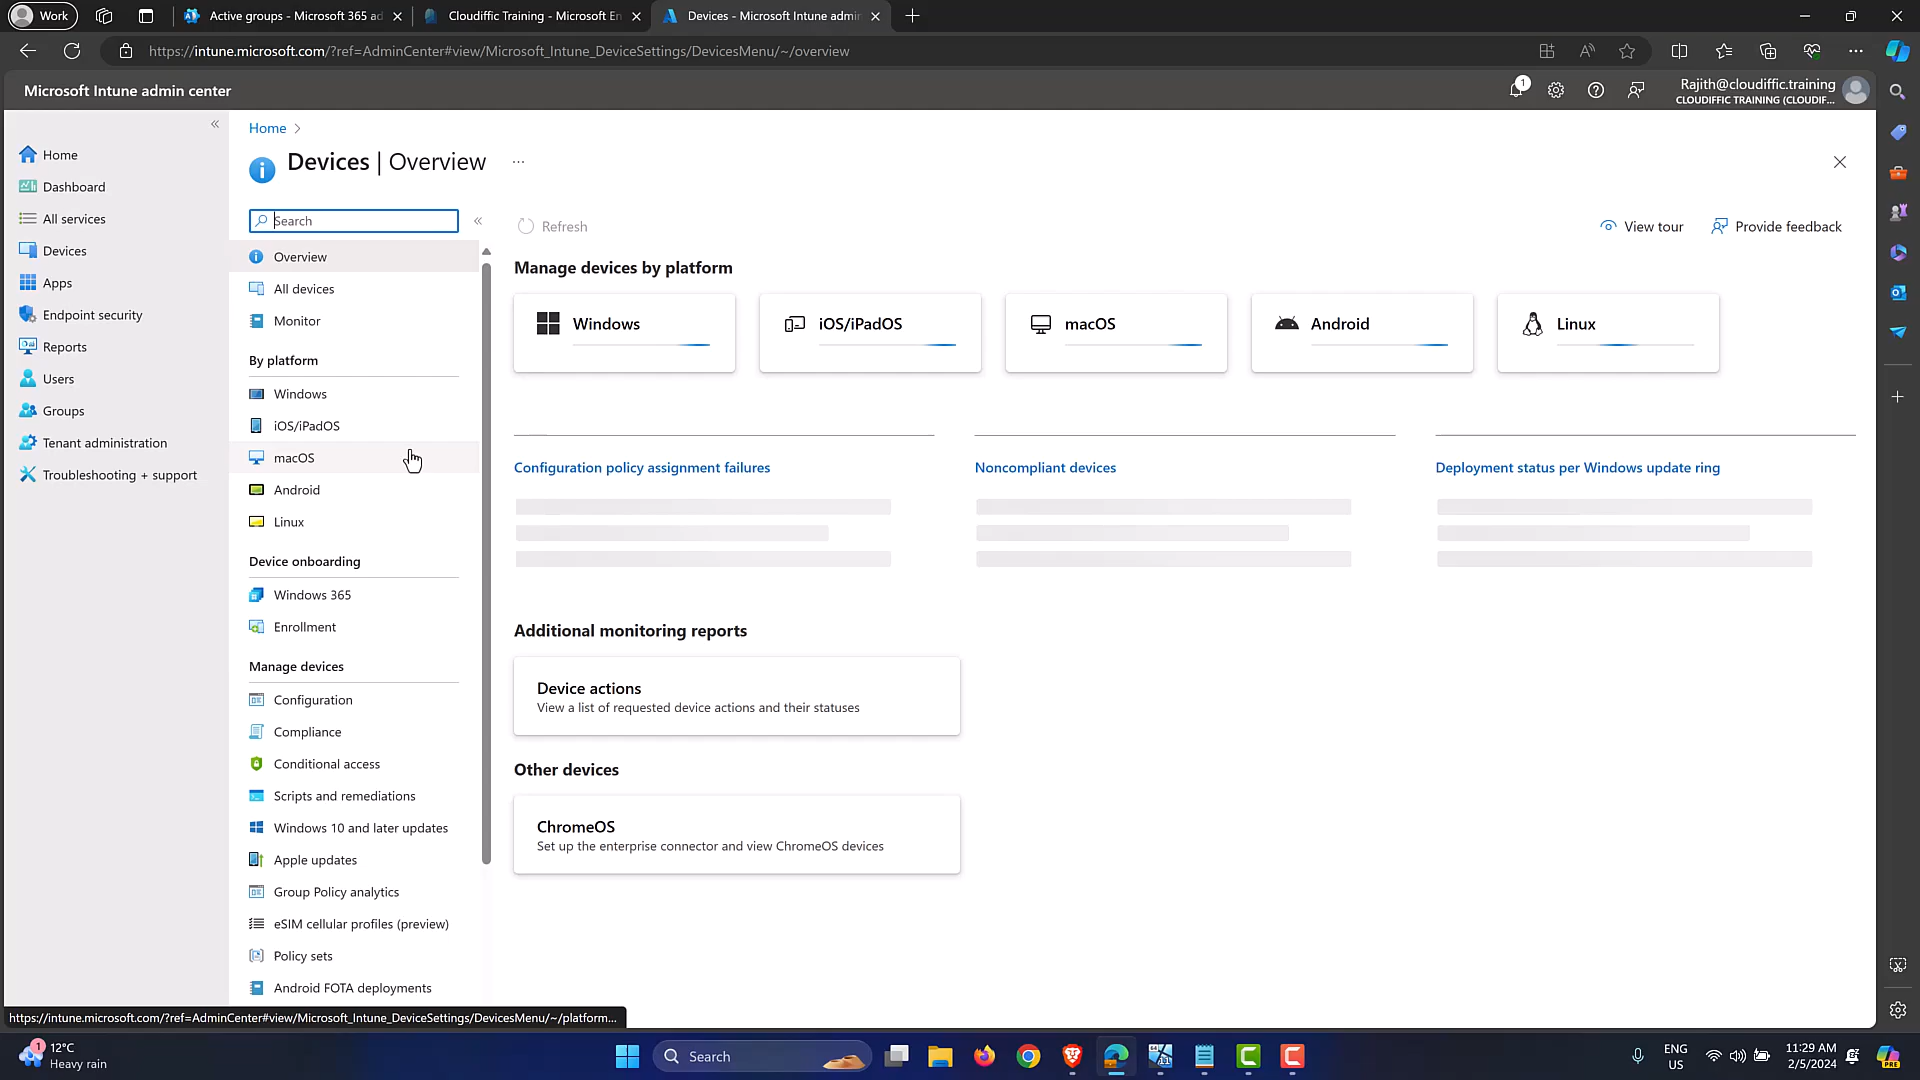 Work
Active groups - Microsoft 365 ad
Cloudiffic Training - Microsoft En
Devices - Microsoft Intune admin
https://intune.microsoft.com/?ref=AdminCenter#view/Microsoft_Intune_DeviceSettings/DevicesMenu/~/overview
Microsoft Intune admin center
1
Rajith@cloudiffic.training
CLOUDIFFIC TRAINING (CLOUDIF...
Home
Dashboard
All services
Devices
Apps
Endpoint security
Reports
Users
Groups
Tenant administration
Troubleshooting + support
Home >
Devices | Overview ...
Search
Overview
All devices
Monitor
By platform
Windows
iOS/iPadOS
macOS
Android
Linux
Device onboarding
Windows 365
Enrollment
Manage devices
Configuration
Compliance
Conditional access
Scripts and remediations
Windows 10 and later updates
Apple updates
Group Policy analytics
eSIM cellular profiles (preview)
Policy sets
Android FOTA deployments
Refresh
View tour
Provide feedback
Manage devices by platform
Windows
iOS/iPadOS
macOS
Android
Linux
Configuration policy assignment failures
Noncompliant devices
Deployment status per Windows update ring
Additional monitoring reports
Device actions
View a list of requested device actions and their statuses
Other devices
ChromeOS
Set up the enterprise connector and view ChromeOS devices
https://intune.microsoft.com/?ref=AdminCenter#view/Microsoft_Intune_DeviceSettings/DevicesMenu/~/platform...
1
12°C
Heavy rain
Search
ENG
US
11:29 AM
2/5/2024
PRE